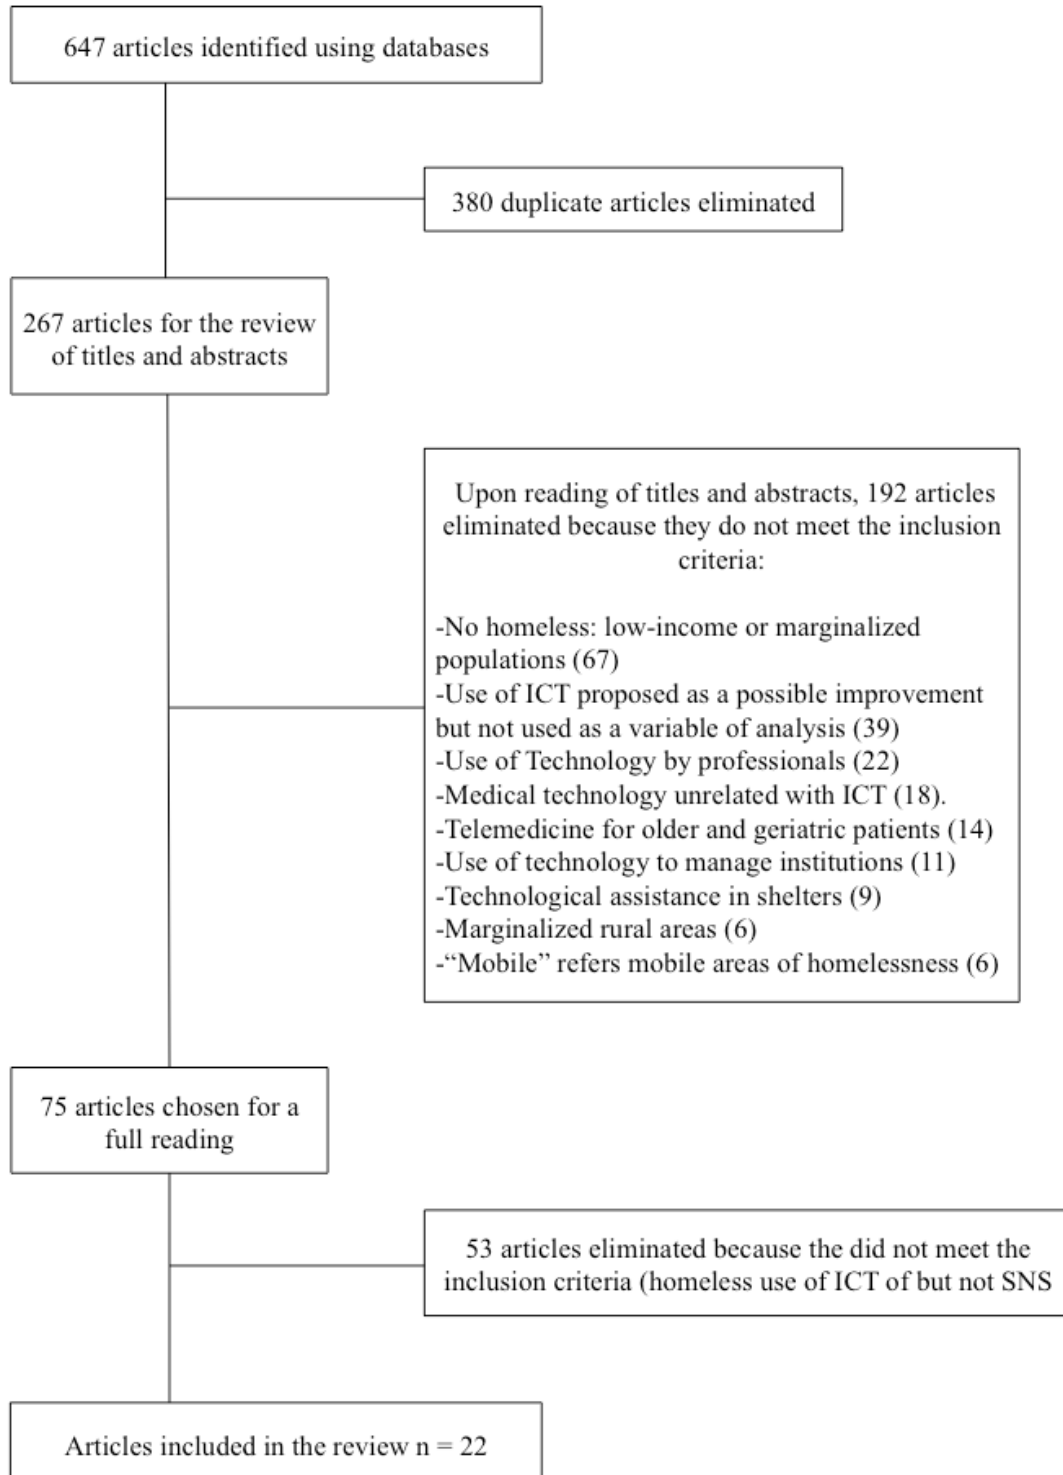 647 articles identified using databases
380 duplicate articles eliminated
267 articles for the review
of titles and abstracts
Upon reading of titles and abstracts, 192 articles
eliminated because they do not meet the inclusion
criteria:
-No homeless: low-income or marginalized
populations (67)
-Use of ICT proposed as a possible improvement
but not used as a variable of analysis (39)
-Use of Technology by professionals (22)
-Medical technology unrelated with ICT (18).
-Telemedicine for older and geriatric patients (14)
-Use of technology to manage institutions (11)
-Technological assistance in shelters (9)
-Marginalized rural areas (6)
-“Mobile” refers mobile areas of homelessness (6)
75 articles chosen for a
full reading
53 articles eliminated because the did not meet the
inclusion criteria (homeless use of ICT of but not SNS
Articles included in the review n = 22